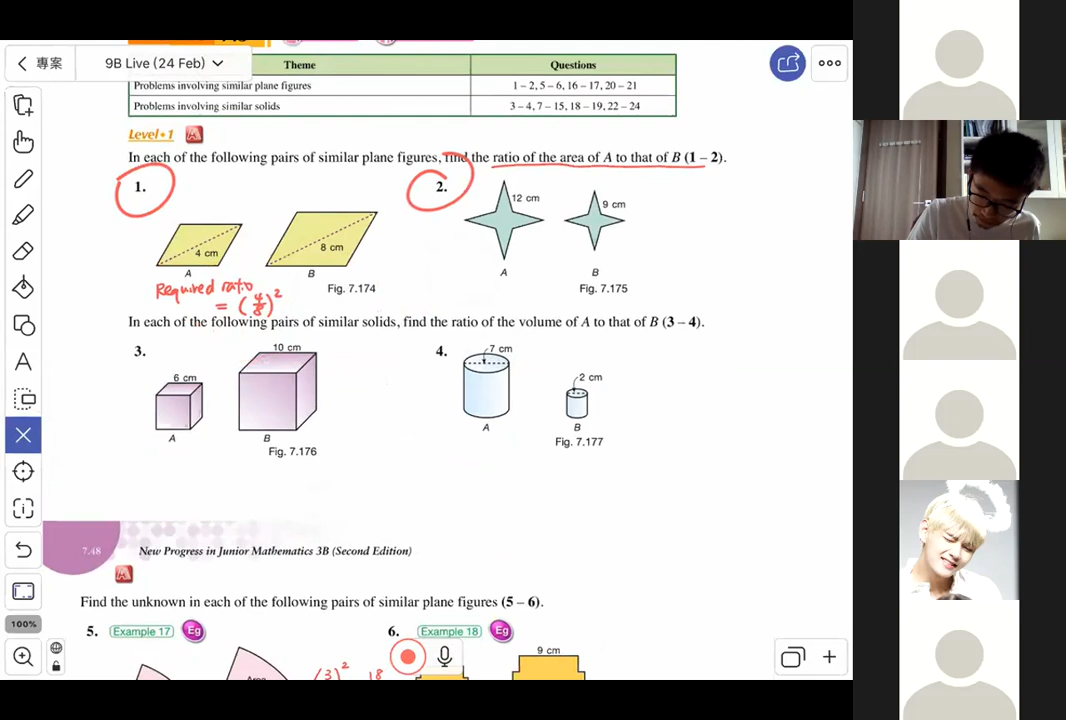 專案
9B Live (24 Feb)
Theme
Questions
Problems involving similar plane figures
1 – 2, 5 – 6, 16 – 17, 20 – 21
Problems involving similar solids
3 – 4, 7 – 15, 18 – 19, 22 – 24
Level • 1
A
In each of the following pairs of similar plane figures, find the ratio of the area of A to that of B (1 – 2).
1.
4 cm
A
8 cm
B
Fig. 7.174
Required ratio
= (4/8)²
2.
12 cm
A
9 cm
B
Fig. 7.175
In each of the following pairs of similar solids, find the ratio of the volume of A to that of B (3 – 4).
3.
6 cm
A
10 cm
B
Fig. 7.176
4.
7 cm
A
2 cm
B
Fig. 7.177
7.48
New Progress in Junior Mathematics 3B (Second Edition)
A
Find the unknown in each of the following pairs of similar plane figures (5 – 6).
5.
Example 17
Eg
(3)²
18
6.
Example 18
Eg
9 cm
A
100%